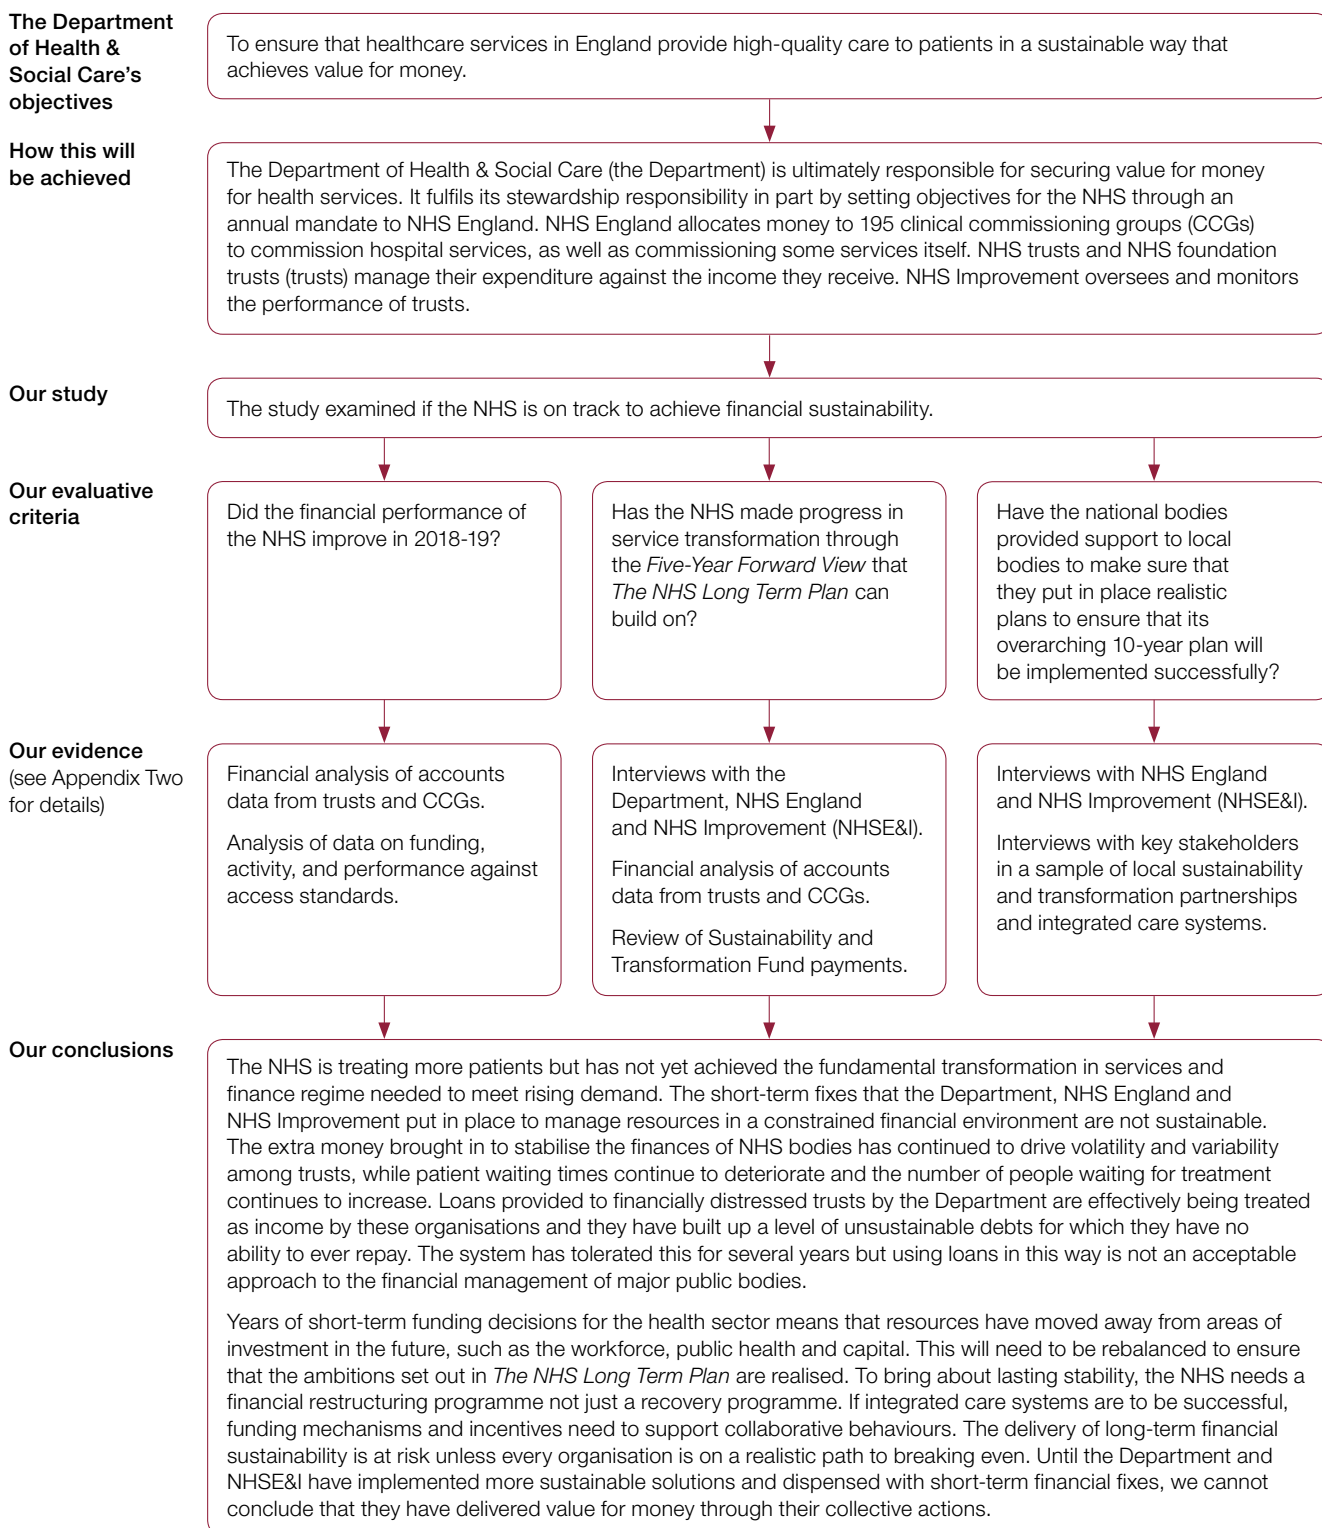 The Department
of Health &
Social Care's
objectives
To ensure that healthcare services in England provide high-quality care to patients in a sustainable way that
achieves value for money.
How this will
be achieved
The Department of Health & Social Care (the Department) is ultimately responsible for securing value for money
for health services. It fulfils its stewardship responsibility in part by setting objectives for the NHS through an
annual mandate to NHS England. NHS England allocates money to 195 clinical commissioning groups (CCGs)
to commission hospital services, as well as commissioning some services itself. NHS trusts and NHS foundation
trusts (trusts) manage their expenditure against the income they receive. NHS Improvement oversees and monitors
the performance of trusts.
Our study
The study examined if the NHS is on track to achieve financial sustainability.
Our evaluative
criteria
Did the financial performance of
the NHS improve in 2018-19?
Has the NHS made progress in
service transformation through
the Five-Year Forward View that
The NHS Long Term Plan can
build on?
Have the national bodies
provided support to local
bodies to make sure that
they put in place realistic
plans to ensure that its
overarching 10-year plan will
be implemented successfully?
Our evidence
(see Appendix Two
for details)
Financial analysis of accounts
data from trusts and CCGs.
Analysis of data on funding,
activity, and performance against
access standards.
Interviews with the
Department, NHS England
and NHS Improvement (NHSE&I).
Financial analysis of accounts
data from trusts and CCGs.
Review of Sustainability and
Transformation Fund payments.
Interviews with NHS England
and NHS Improvement (NHSE&I).
Interviews with key stakeholders
in a sample of local sustainability
and transformation partnerships
and integrated care systems.
Our conclusions
The NHS is treating more patients but has not yet achieved the fundamental transformation in services and
finance regime needed to meet rising demand. The short-term fixes that the Department, NHS England and
NHS Improvement put in place to manage resources in a constrained financial environment are not sustainable.
The extra money brought in to stabilise the finances of NHS bodies has continued to drive volatility and variability
among trusts, while patient waiting times continue to deteriorate and the number of people waiting for treatment
continues to increase. Loans provided to financially distressed trusts by the Department are effectively being treated
as income by these organisations and they have built up a level of unsustainable debts for which they have no
ability to ever repay. The system has tolerated this for several years but using loans in this way is not an acceptable
approach to the financial management of major public bodies.
Years of short-term funding decisions for the health sector means that resources have moved away from areas of
investment in the future, such as the workforce, public health and capital. This will need to be rebalanced to ensure
that the ambitions set out in The NHS Long Term Plan are realised. To bring about lasting stability, the NHS needs a
financial restructuring programme not just a recovery programme. If integrated care systems are to be successful,
funding mechanisms and incentives need to support collaborative behaviours. The delivery of long-term financial
sustainability is at risk unless every organisation is on a realistic path to breaking even. Until the Department and
NHSE&I have implemented more sustainable solutions and dispensed with short-term financial fixes, we cannot
conclude that they have delivered value for money through their collective actions.